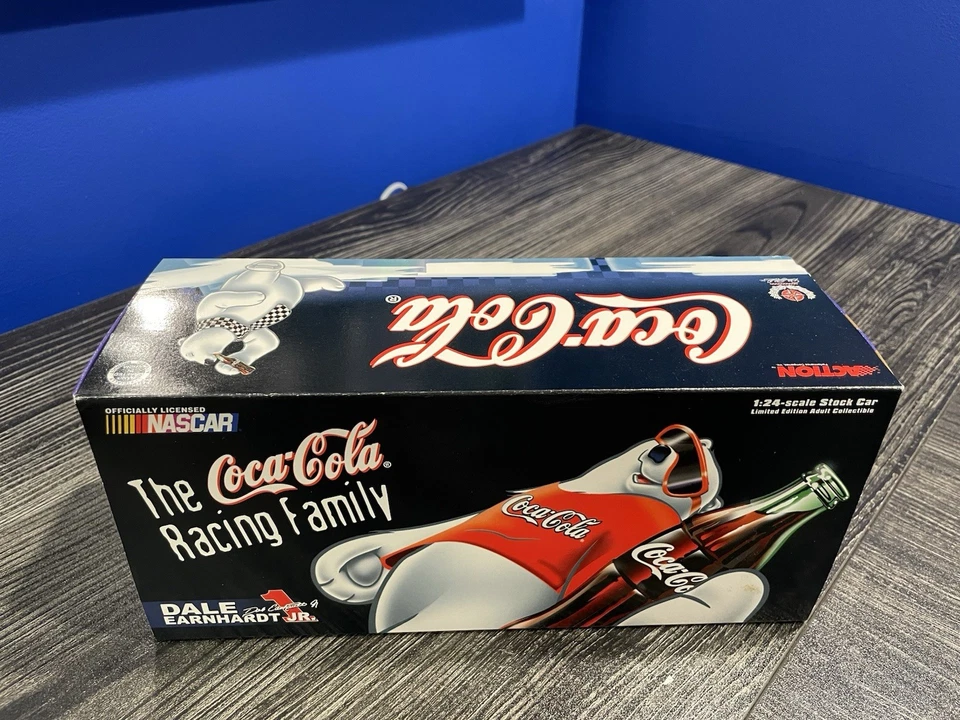 Coca-Cola®
ACTION
OFFICIALLY LICENSED
NASCAR
1:24-scale Stock Car
Limited Edition Adult Collectible
The Coca-Cola®
Racing Family
Coca-Cola
Coca-Co
DALE
EARNHARDT JR.
1